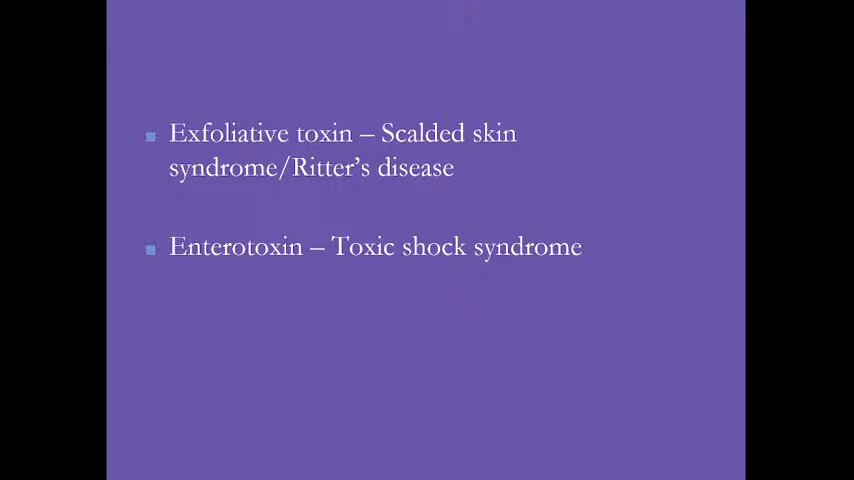 Exfoliative toxin – Scalded skin
syndrome/Ritter’s disease
Enterotoxin – Toxic shock syndrome